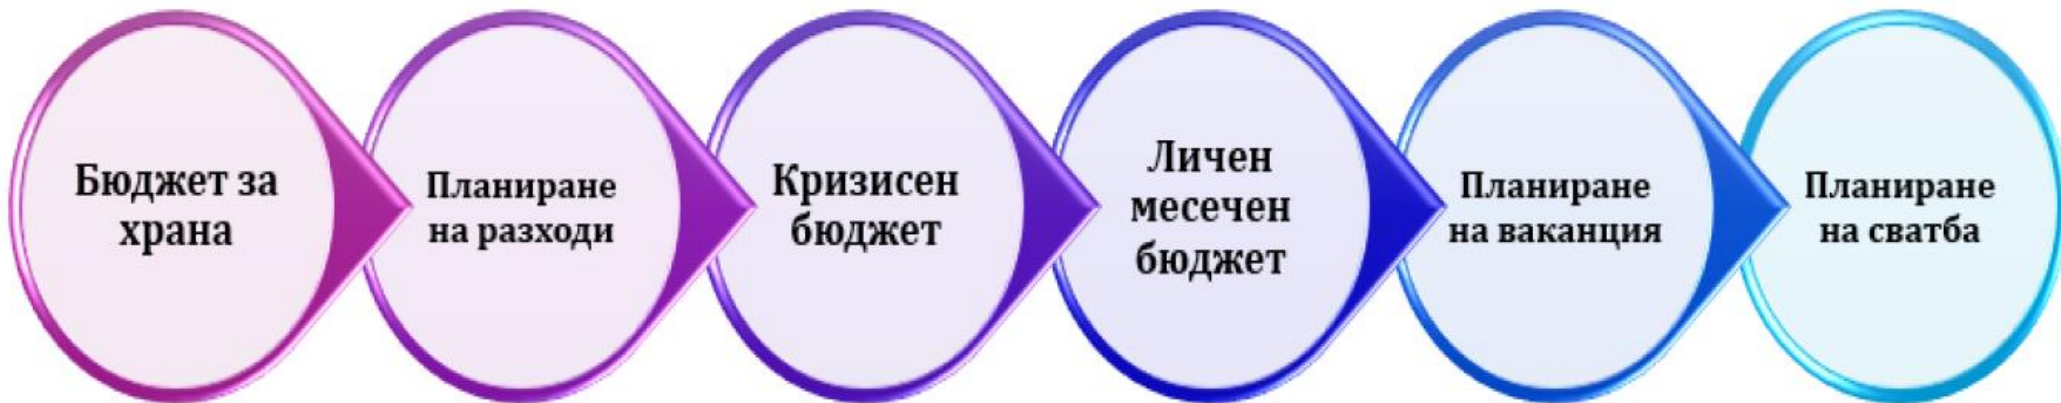 Бюджет за
храна
Планиране
на разходи
Кризисен
бюджет
Личен
месечен
бюджет
Планиране
на ваканция
Планиране
на сватба